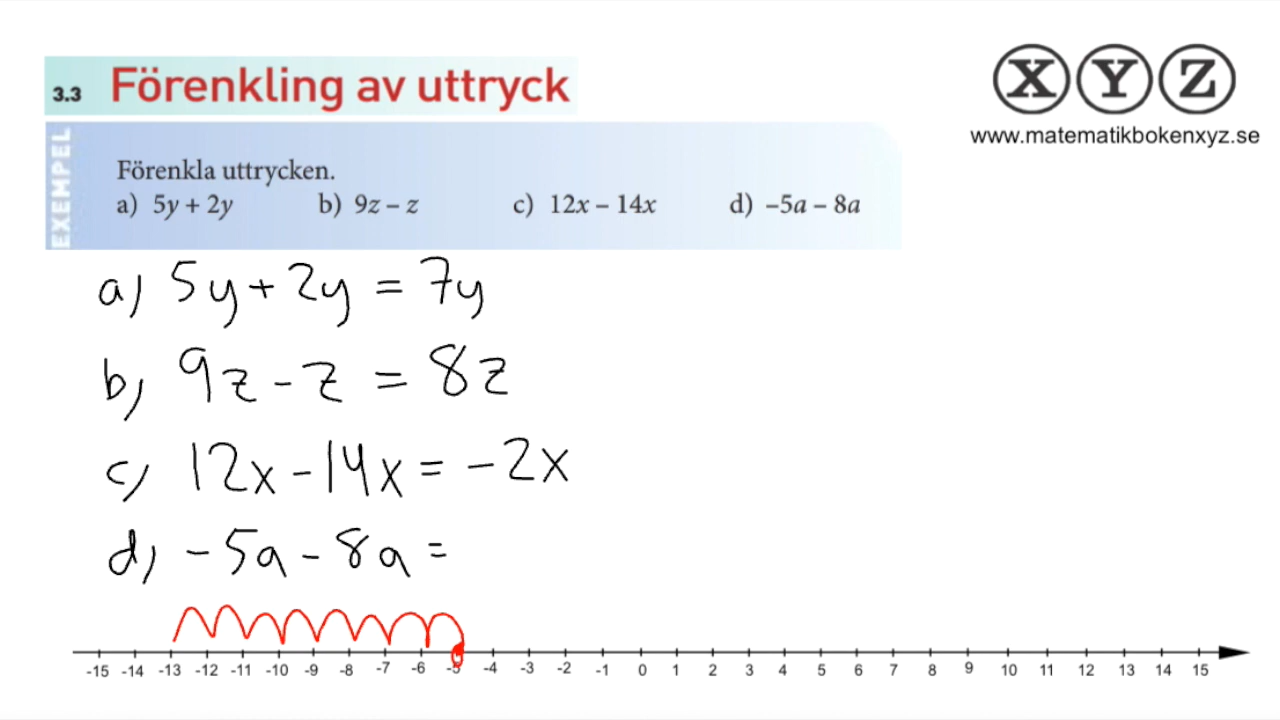 3.3 Förenkling av uttryck
X Y Z
www.matematikbokenxyz.se
EXEMPEL
Förenkla uttrycken.
a) 5y + 2y b) 9z – z c) 12x – 14x d) –5a – 8a
a) 5y + 2y = 7y
b) 9z - z = 8z
c) 12x - 14x = -2x
d) -5a - 8a =
-15 -14 -13 -12 -11 -10 -9 -8 -7 -6 -5 -4 -3 -2 -1 0 1 2 3 4 5 6 7 8 9 10 11 12 13 14 15